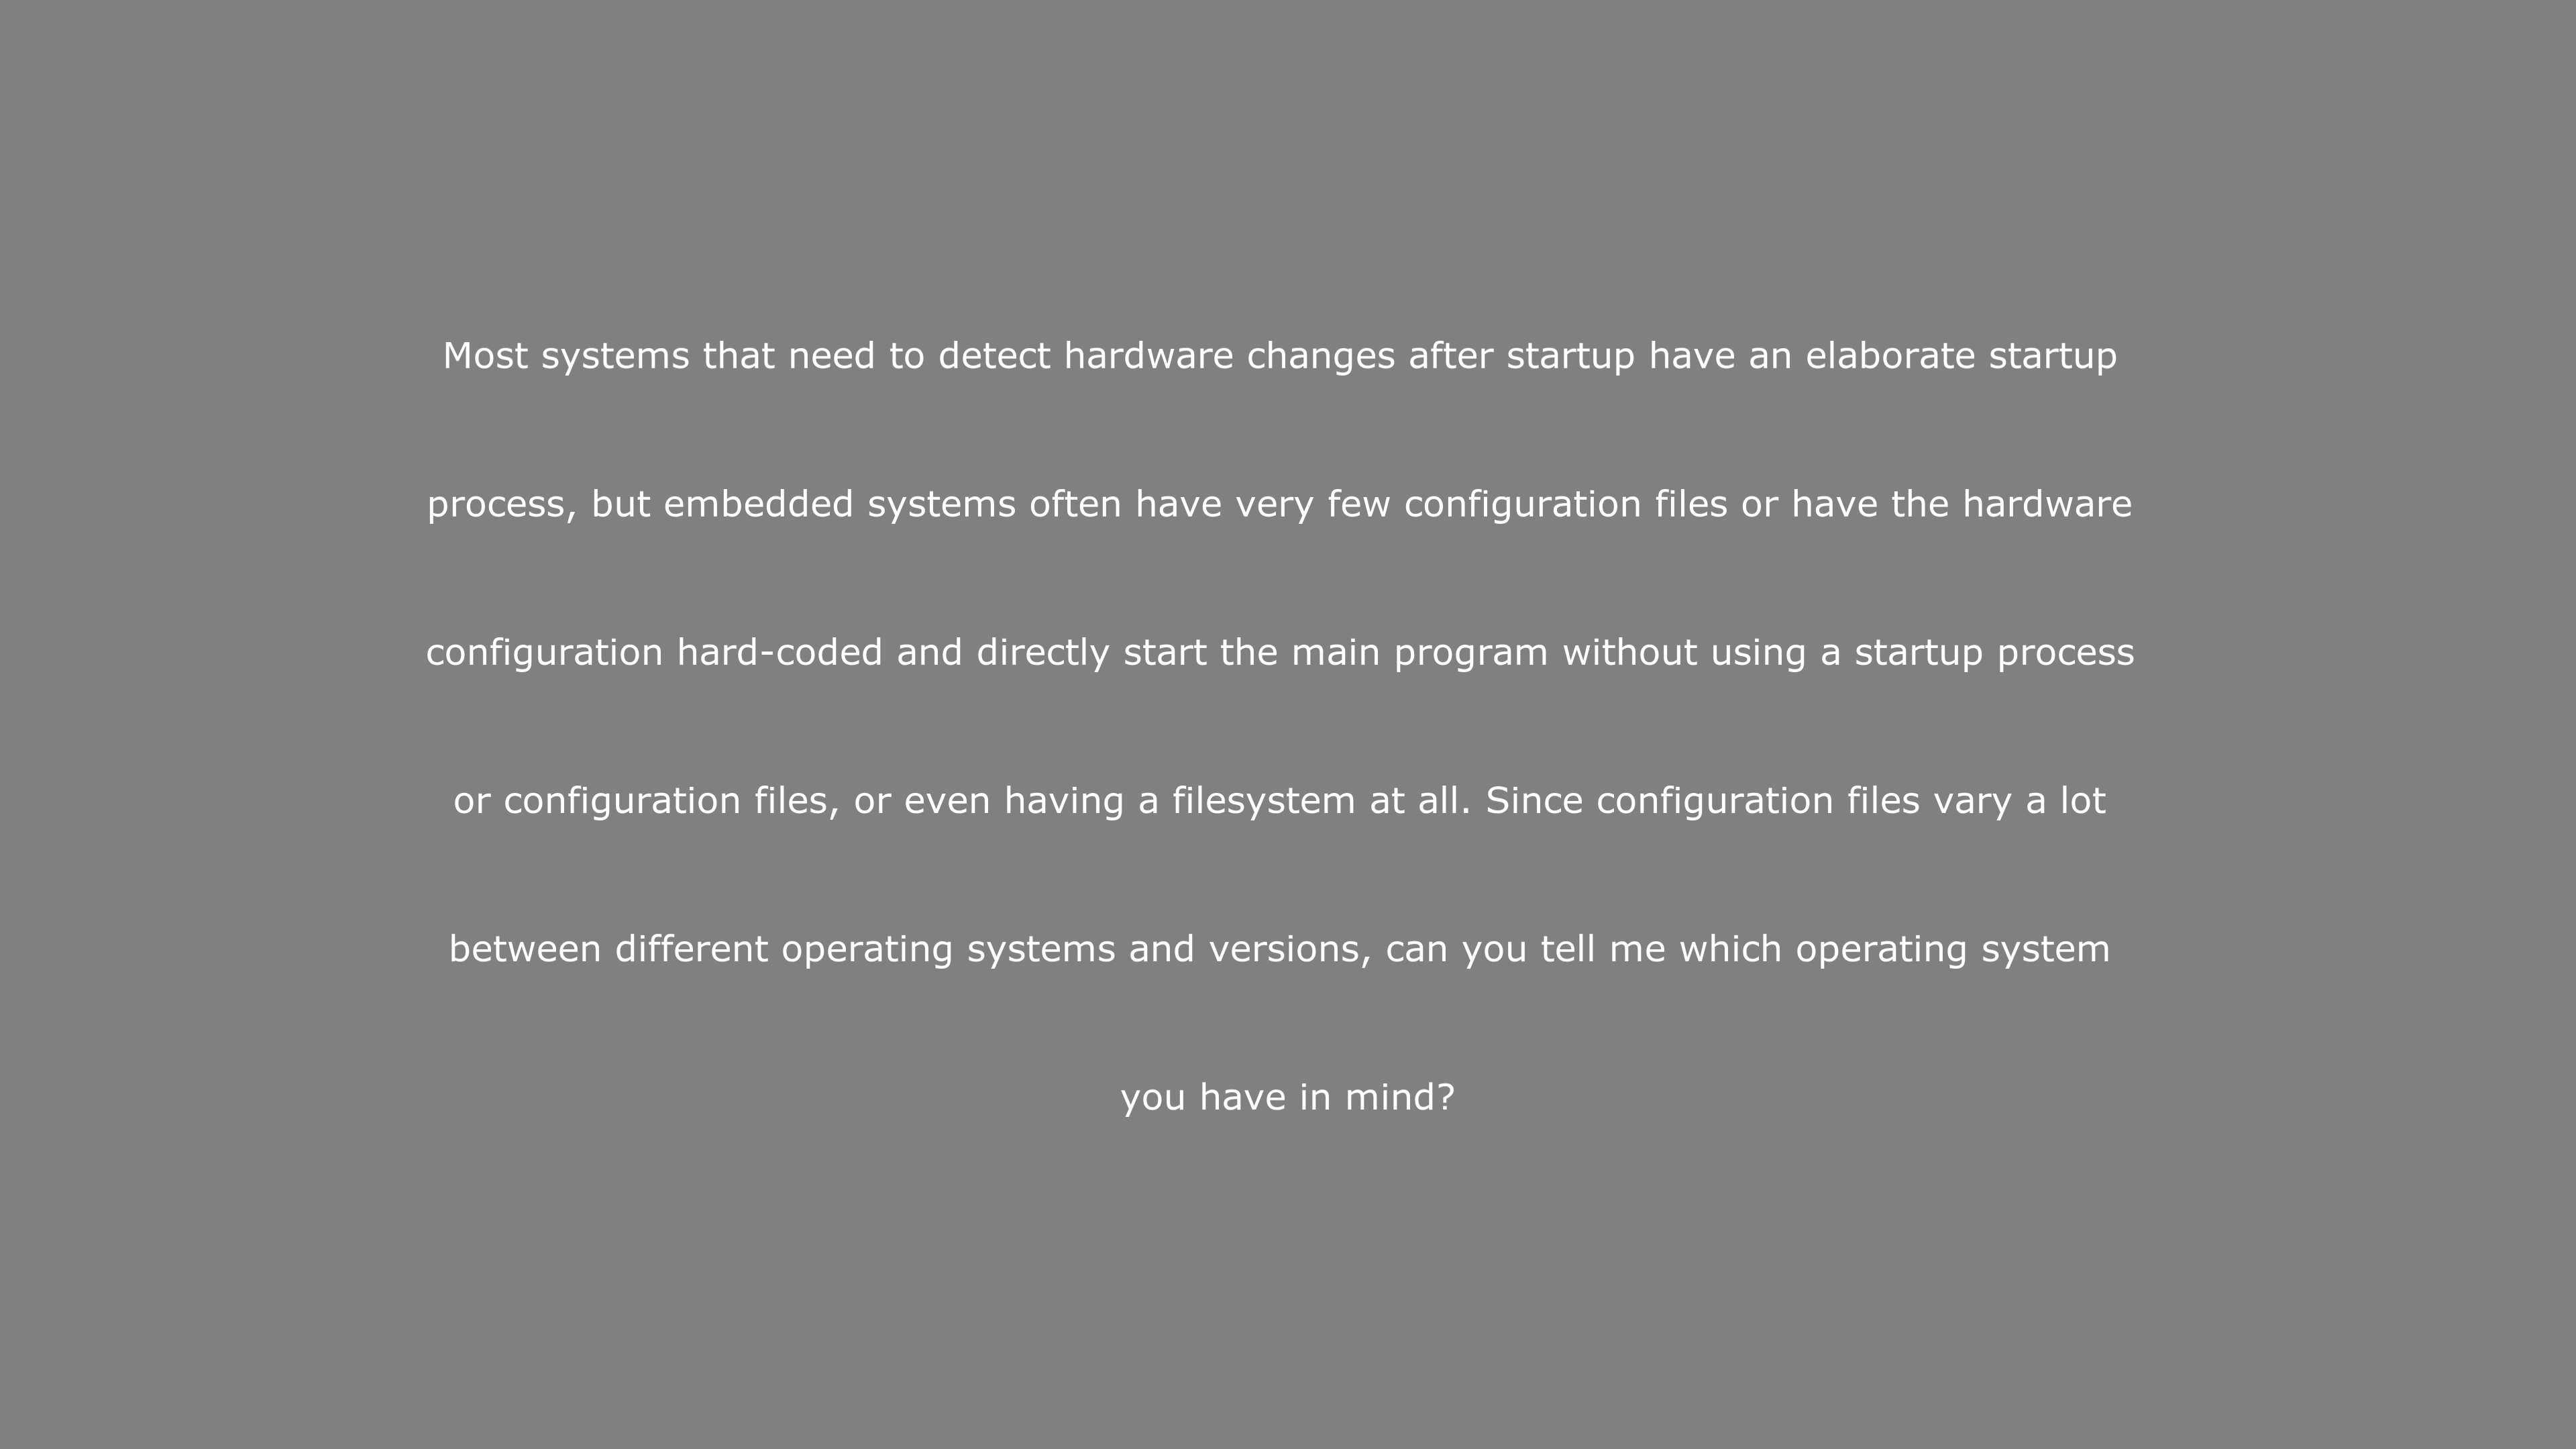 Most systems that need to detect hardware changes after startup have an elaborate startup
process, but embedded systems often have very few configuration files or have the hardware
configuration hard-coded and directly start the main program without using a startup process
or configuration files, or even having a filesystem at all. Since configuration files vary a lot
between different operating systems and versions, can you tell me which operating system
you have in mind?